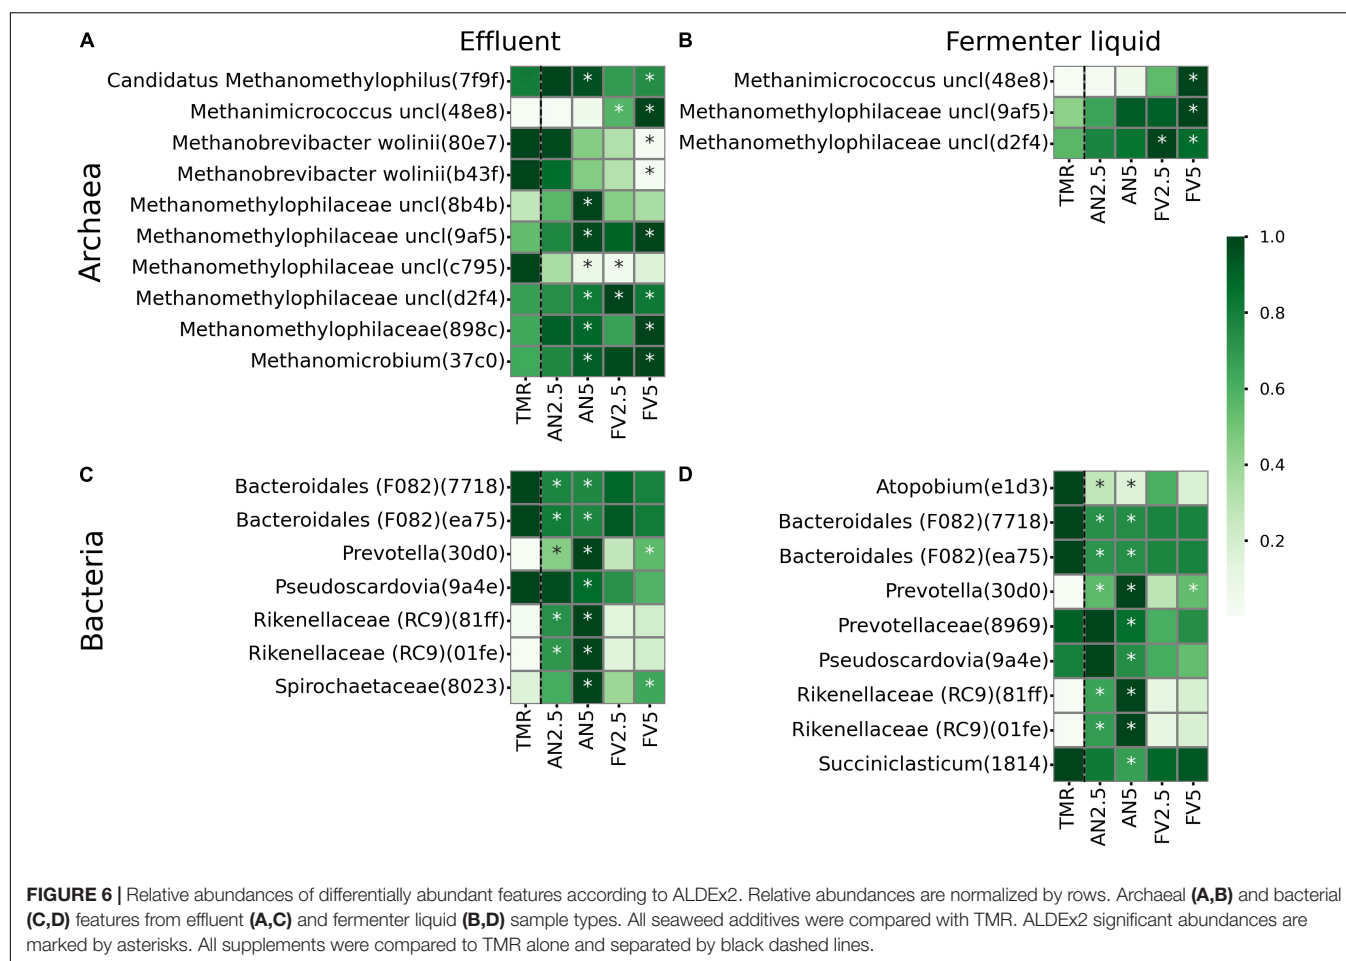 A
Effluent
Archaea
Candidatus Methanomethylophilus(7f9f)
*
*
Methanimicrococcus uncl(48e8)
*
*
Methanobrevibacter wolinii(80e7)
*
Methanobrevibacter wolinii(b43f)
*
Methanomethylophilaceae uncl(8b4b)
*
Methanomethylophilaceae uncl(9af5)
*
*
Methanomethylophilaceae uncl(c795)
*
*
Methanomethylophilaceae uncl(d2f4)
*
*
*
Methanomethylophilaceae(898c)
*
*
Methanomicrobium(37c0)
*
*
TMR
AN2.5
AN5
FV2.5
FV5
B
Fermenter liquid
Methanimicrococcus uncl(48e8)
*
Methanomethylophilaceae uncl(9af5)
*
Methanomethylophilaceae uncl(d2f4)
*
*
TMR
AN2.5
AN5
FV2.5
FV5
1.0
0.8
0.6
0.4
0.2
C
Bacteria
Bacteroidales (F082)(7718)
*
*
Bacteroidales (F082)(ea75)
*
*
Prevotella(30d0)
*
*
*
Pseudoscardovia(9a4e)
*
Rikenellaceae (RC9)(81ff)
*
*
Rikenellaceae (RC9)(01fe)
*
*
Spirochaetaceae(8023)
*
*
TMR
AN2.5
AN5
FV2.5
FV5
D
Atopobium(e1d3)
*
*
Bacteroidales (F082)(7718)
*
*
Bacteroidales (F082)(ea75)
*
*
Prevotella(30d0)
*
*
*
Prevotellaceae(8969)
*
Pseudoscardovia(9a4e)
*
Rikenellaceae (RC9)(81ff)
*
*
Rikenellaceae (RC9)(01fe)
*
*
Succiniclasticum(1814)
*
TMR
AN2.5
AN5
FV2.5
FV5
FIGURE 6 | Relative abundances of differentially abundant features according to ALDEx2. Relative abundances are normalized by rows. Archaeal (A,B) and bacterial
(C,D) features from effluent (A,C) and fermenter liquid (B,D) sample types. All seaweed additives were compared with TMR. ALDEx2 significant abundances are
marked by asterisks. All supplements were compared to TMR alone and separated by black dashed lines.